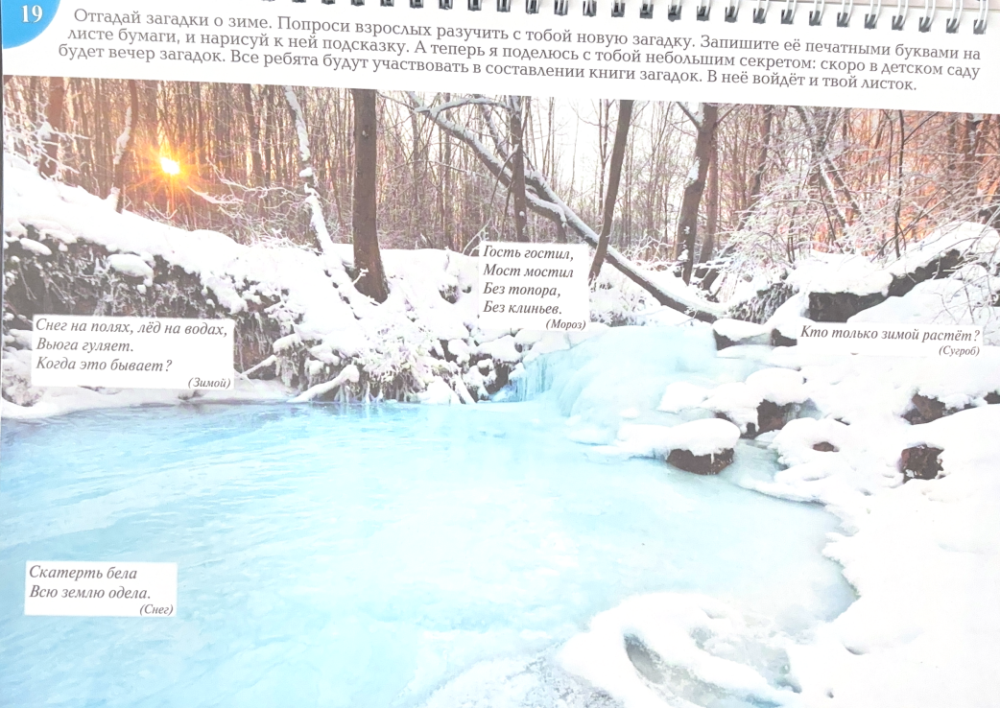 19
Отгадай загадки о зиме. Попроси взрослых разучить с тобой новую загадку. Запишите её печатными буквами на
листе бумаги, и нарисуй к ней подсказку. А теперь я поделюсь с тобой небольшим секретом: скоро в детском саду
будет вечер загадок. Все ребята будут участвовать в составлении книги загадок. В неё войдёт и твой листок.
Гость гостил,
Мост мостил
Без топора,
Без клиньев.
(Мороз)
Снег на полях, лёд на водах,
Вьюга гуляет.
Когда это бывает?
(Зимой)
Кто только зимой растёт?
(Сугроб)
Скатерть бела
Всю землю одела.
(Снег)